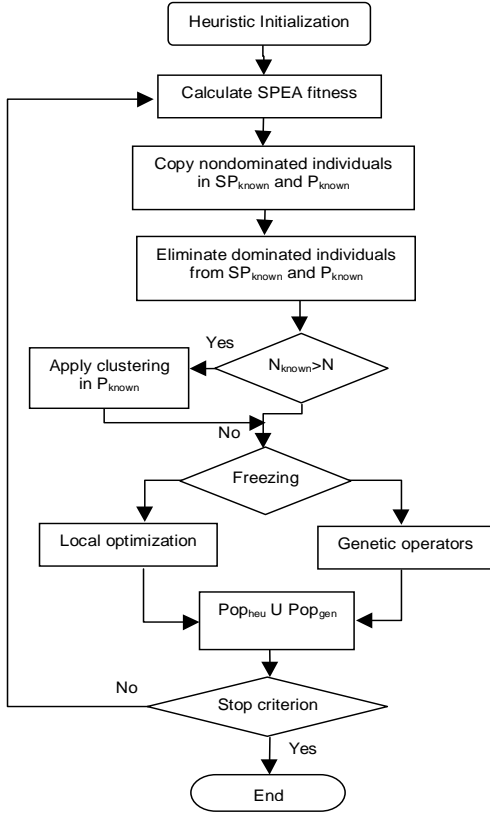 Heuristic Initialization
Calculate SPEA fitness
Copy nondominated individuals
in SPknown and Pknown
Eliminate dominated individuals
from SPknown and Pknown
Yes
Nknown>N
Apply clustering
in Pknown
No
Freezing
Local optimization
Genetic operators
Popheu U Popgen
No
Stop criterion
Yes
End